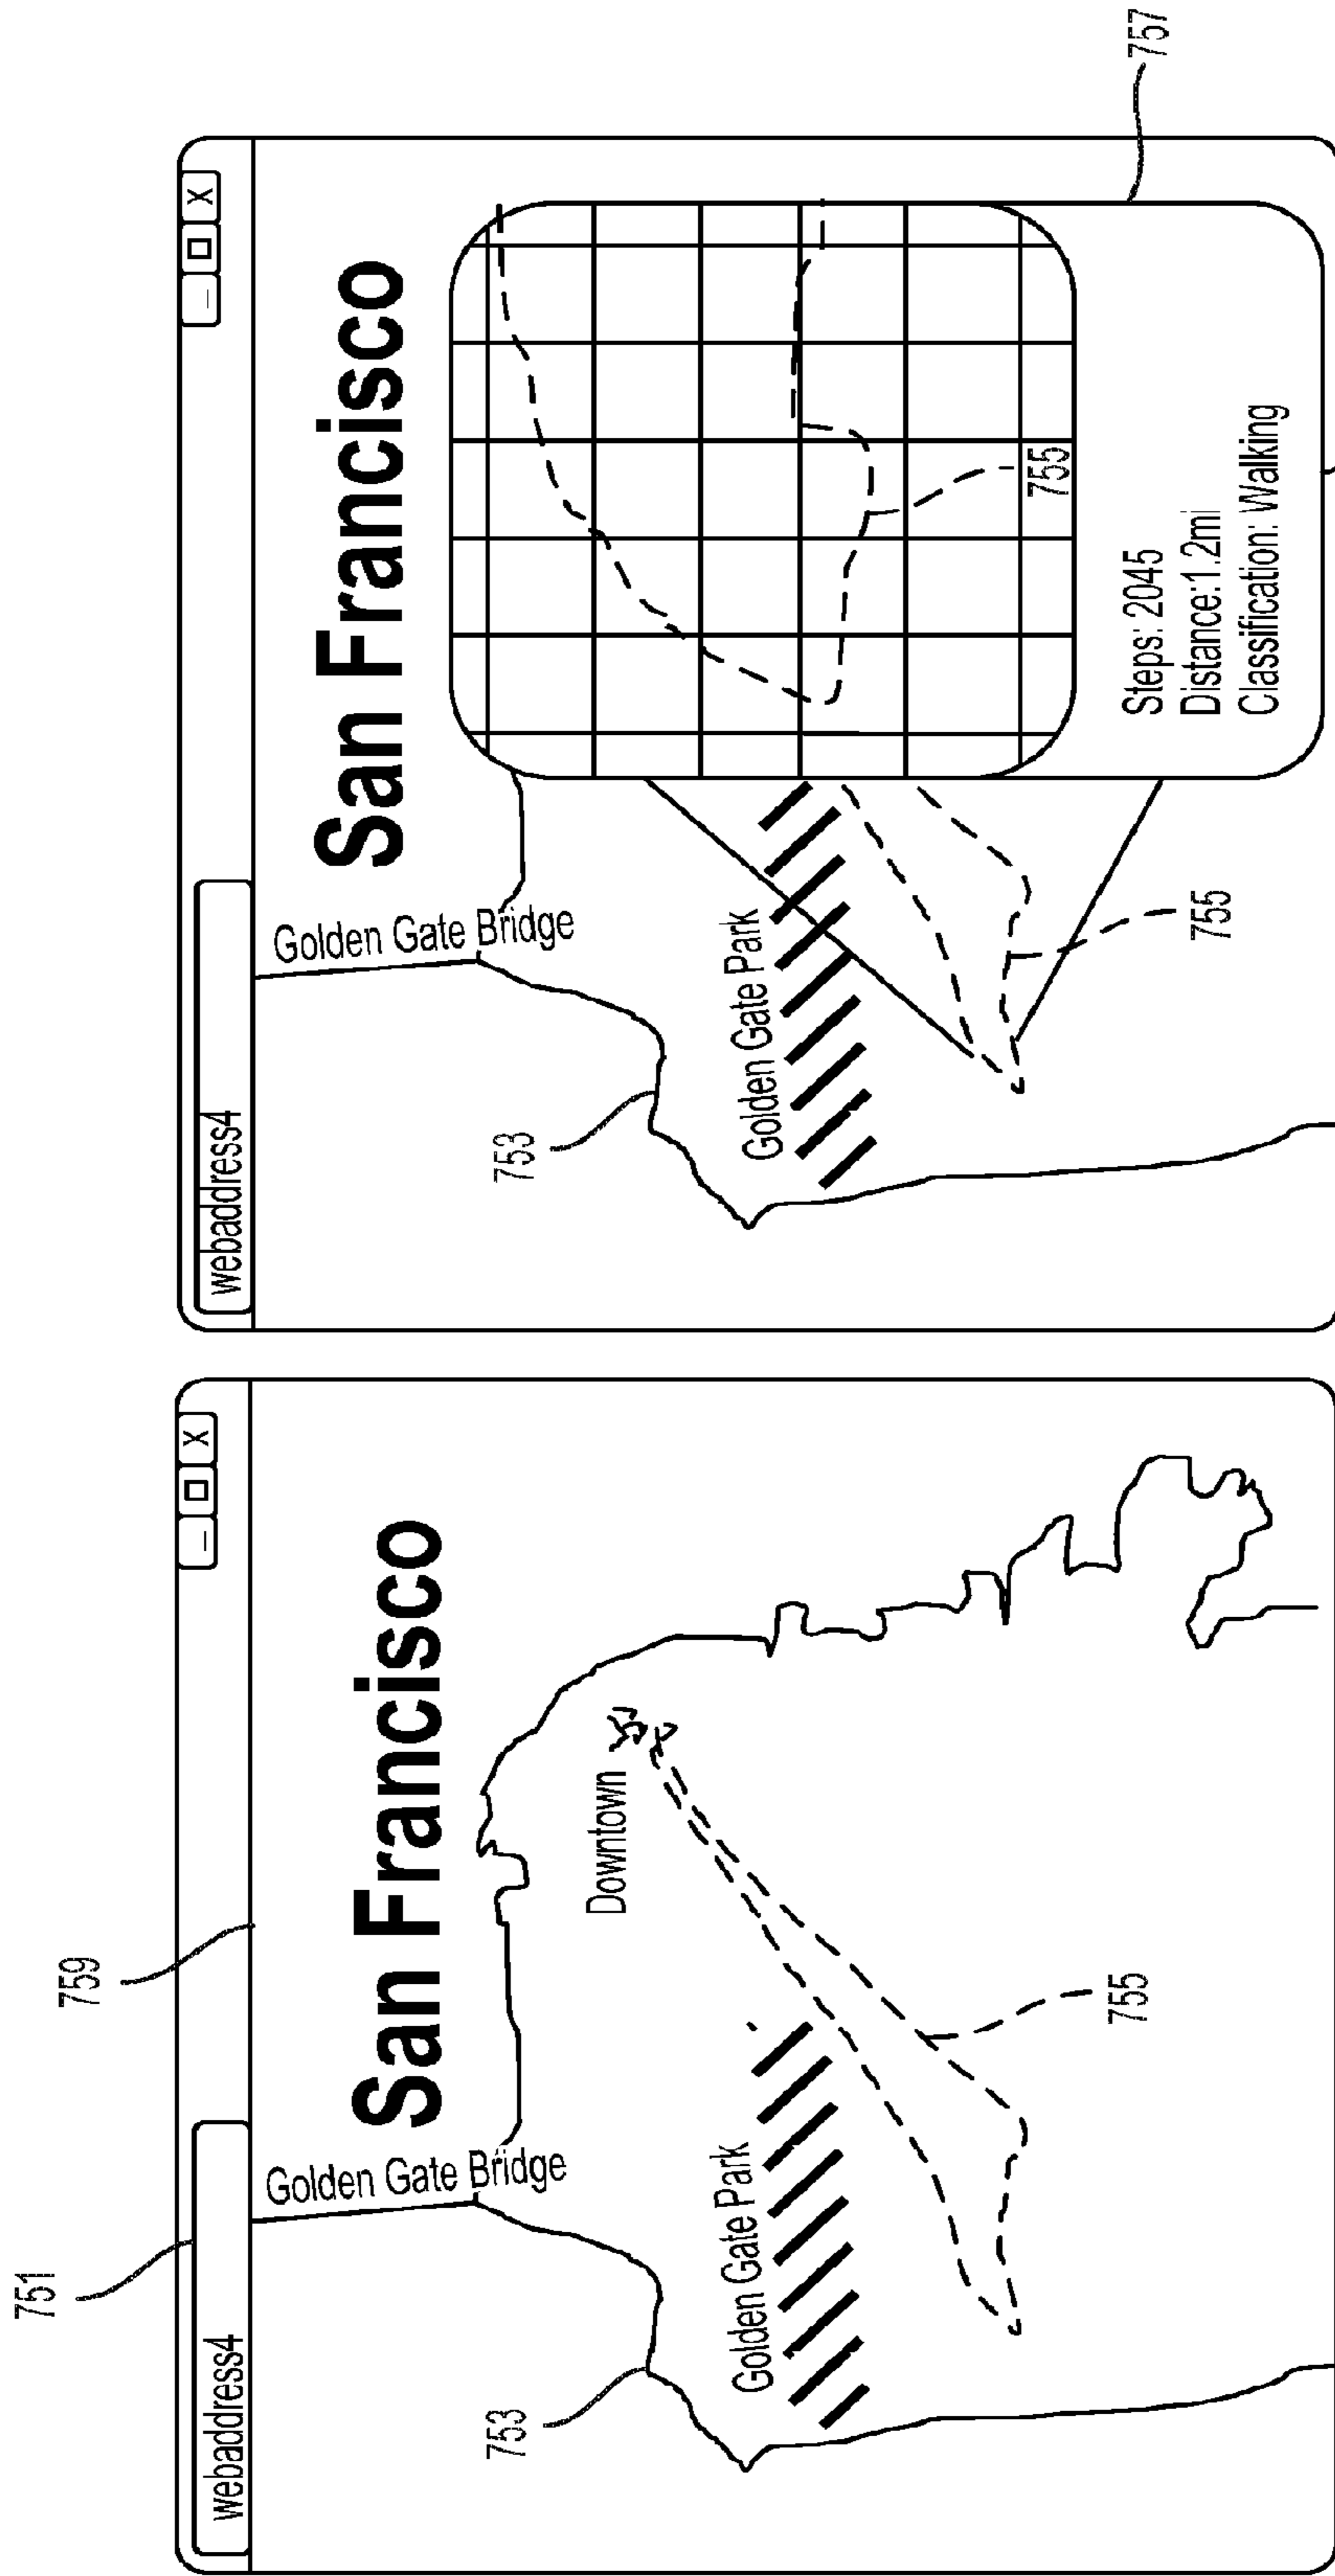 751
759
webaddress4
_ X
Golden Gate Bridge
San Francisco
753
Downtown
Golden Gate Park
755
webaddress4
_ X
Golden Gate Bridge
San Francisco
753
Golden Gate Park
755
755
Steps: 2045
Distance:1.2mi
Classification: Walking
757